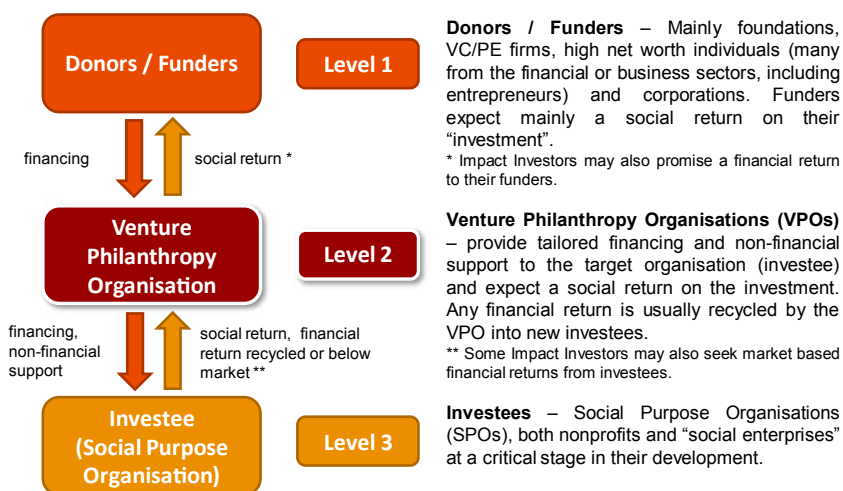 Donors / Funders
Level 1
financing
social return *
Venture
Philanthropy
Organisation
Level 2
financing,
non-financial
support
social return,  financial
return recycled or below
market **
Investee
(Social Purpose
Organisation)
Level 3
Donors / Funders – Mainly foundations,
VC/PE firms, high net worth individuals (many
from the financial or business sectors, including
entrepreneurs) and corporations. Funders
expect mainly a social return on their
“investment”.
* Impact Investors may also promise a financial return
to their funders.
Venture Philanthropy Organisations (VPOs)
– provide tailored financing and non-financial
support to the target organisation (investee)
and expect a social return on the investment.
Any financial return is usually recycled by the
VPO into new investees.
** Some Impact Investors may also seek market based
financial returns from investees.
Investees – Social Purpose Organisations
(SPOs), both nonprofits and “social enterprises”
at a critical stage in their development.